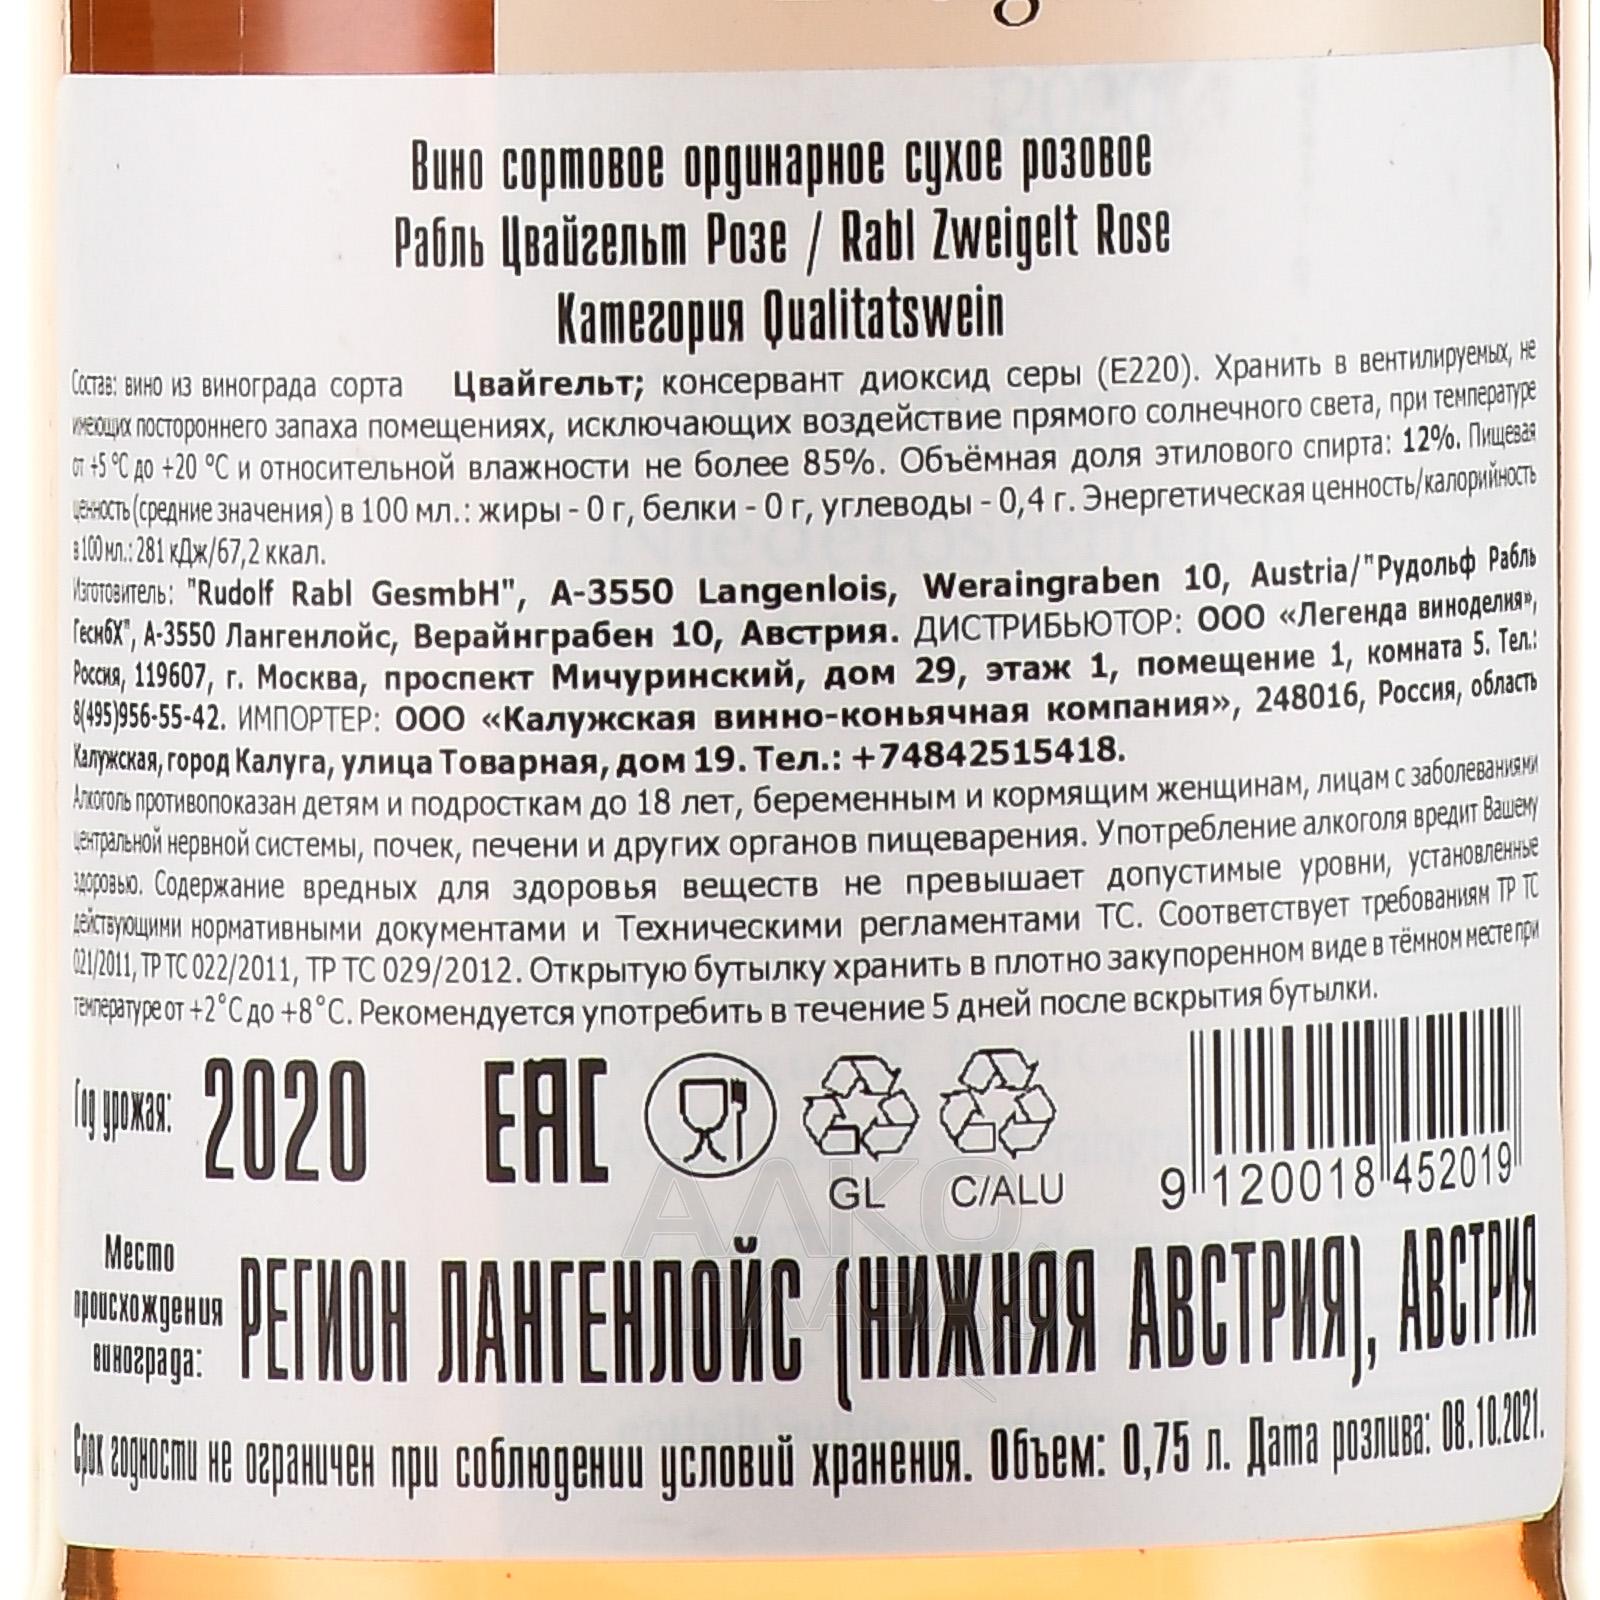 Вино сортовое ординарное сухое розовое
Рабль Цвайгельт Розе / Rabl Zweigelt Rose
Категория Qualitatswein
Состав: вино из винограда сорта Цвайгельт; консервант диоксид серы (Е220). Хранить в вентилируемых, не
имеющих постороннего запаха помещениях, исключающих воздействие прямого солнечного света, при температуре
от +5 °С до +20 °С и относительной влажности не более 85%. Объёмная доля этилового спирта: 12%. Пищевая
ценность (средние значения) в 100 мл.: жиры - 0 г, белки - 0 г, углеводы - 0,4 г. Энергетическая ценность/калорийность
в 100 мл.: 281 кДж/67,2 ккал.
Изготовитель: "Rudolf Rabl GesmbH", A-3550 Langenlois, Weraingraben 10, Austria/"Рудольф Рабль
ГесмбХ", А-3550 Лангенлойс, Верайнграбен 10, Австрия. ДИСТРИБЬЮТОР: ООО «Легенда виноделия»,
Россия, 119607, г. Москва, проспект Мичуринский, дом 29, этаж 1, помещение 1, комната 5. Тел.:
8(495)956-55-42. ИМПОРТЕР: ООО «Калужская винно-коньячная компания», 248016, Россия, область
Калужская, город Калуга, улица Товарная, дом 19. Тел.: +74842515418.
Алкоголь противопоказан детям и подросткам до 18 лет, беременным и кормящим женщинам, лицам с заболеваниями
центральной нервной системы, почек, печени и других органов пищеварения. Употребление алкоголя вредит Вашему
здоровью. Содержание вредных для здоровья веществ не превышает допустимые уровни, установленные
действующими нормативными документами и Техническими регламентами ТС. Соответствует требованиям ТР ТС
021/2011, ТР ТС 022/2011, ТР ТС 029/2012. Открытую бутылку хранить в плотно закупоренном виде в тёмном месте при
температуре от +2°С до +8°С. Рекомендуется употребить в течение 5 дней после вскрытия бутылки.
Год урожая: 2020 ЕАС
GL C/ALU
9 120018 452019
АЛКО
ПЛАВАЗ
Место
происхождения
винограда:
РЕГИОН ЛАНГЕНЛОЙС (НИЖНЯЯ АВСТРИЯ), АВСТРИЯ
Срок годности не ограничен при соблюдении условий хранения. Объем: 0,75 л. Дата розлива: 08.10.2021.